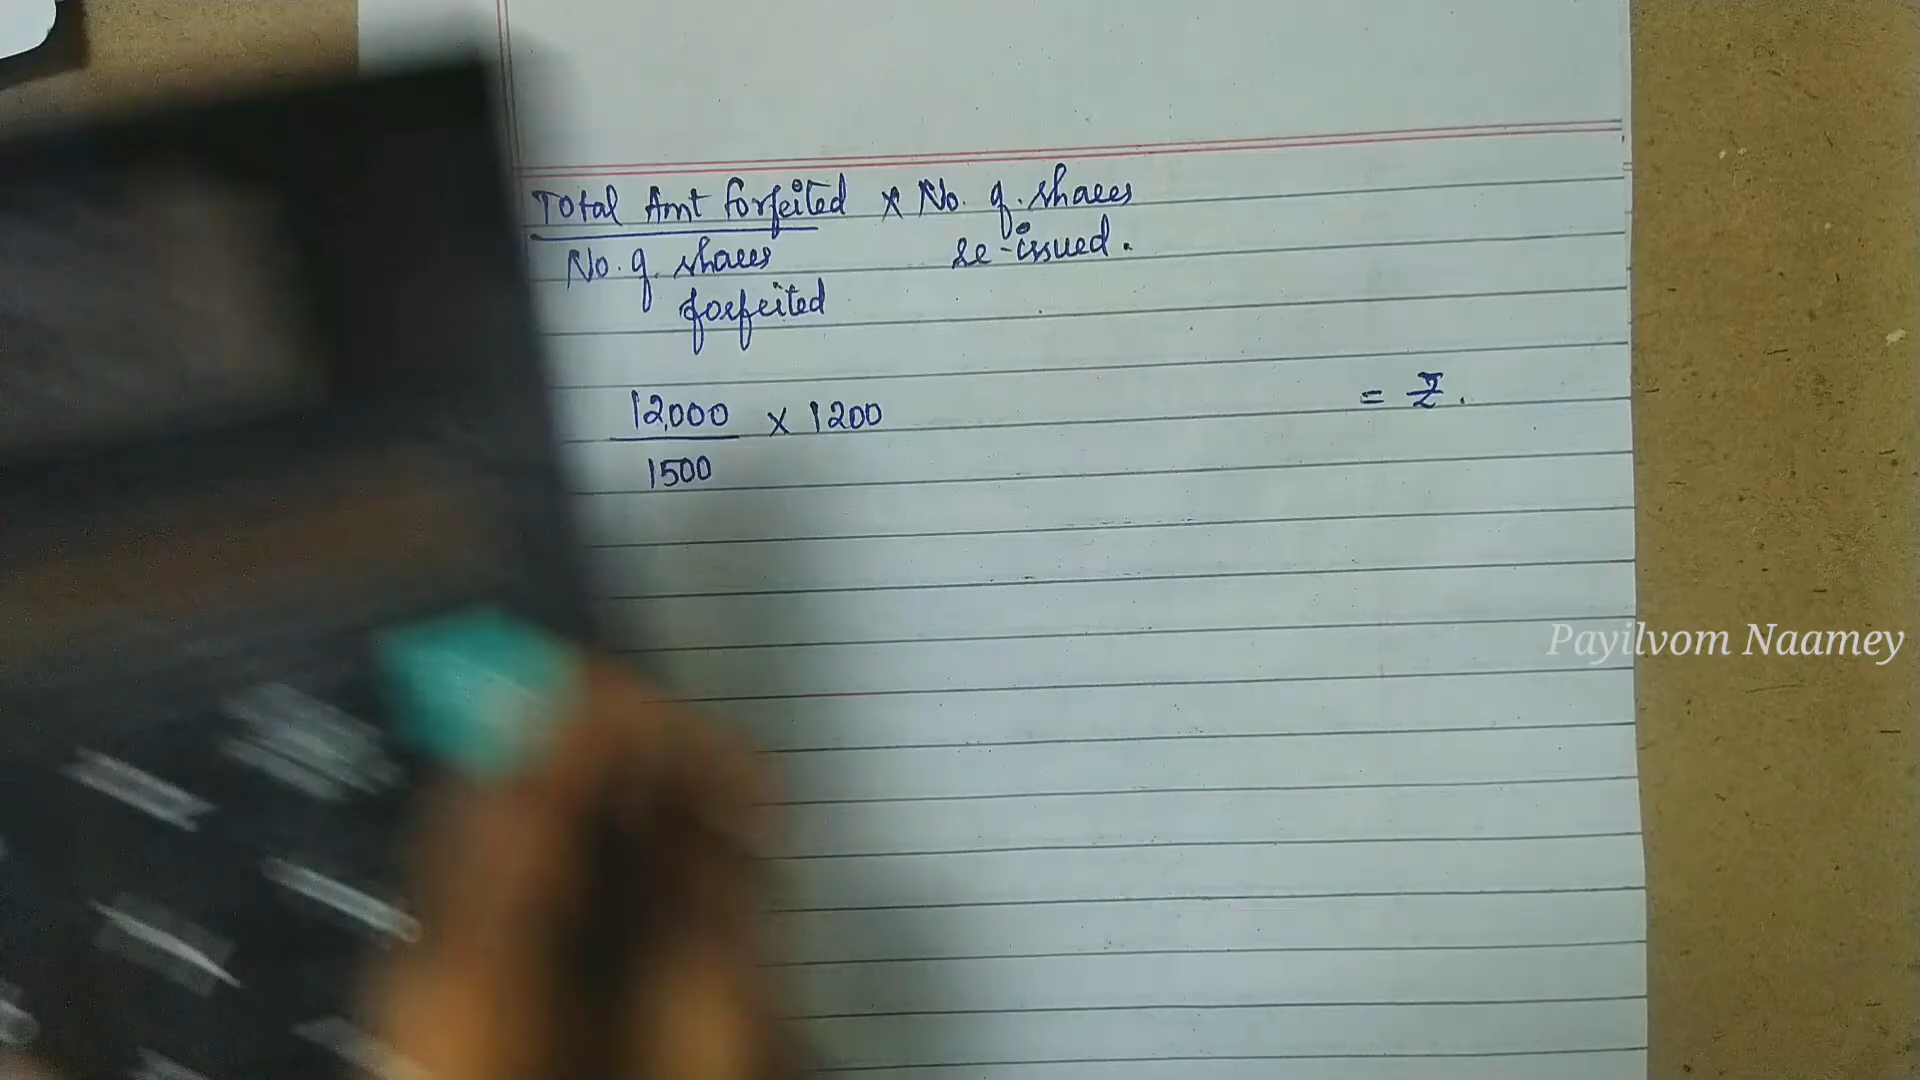 Total Amt forfeited x No. of. shares
No. of. shares re-issued.
forfeited
12,000 x 1200 = Z.
1500
Payilvom Naamey